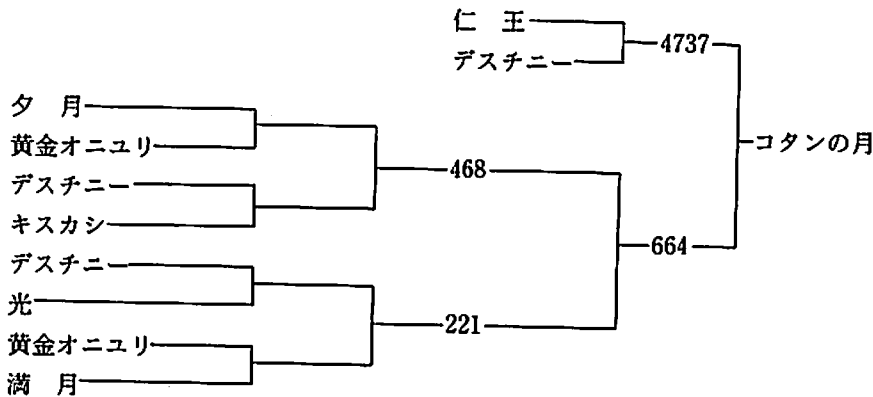 仁 王
4737
デスチニー
夕 月
黄金オニユリ
コタンの月
468
デスチニー
キスカシ
664
デスチニー
光
221
黄金オニユリ
満 月